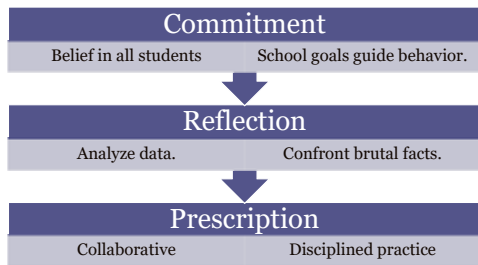 Commitment
Belief in all students School goals guide behavior.
Reflection
Analyze data. Confront brutal facts.
Prescription
Collaborative Disciplined practice